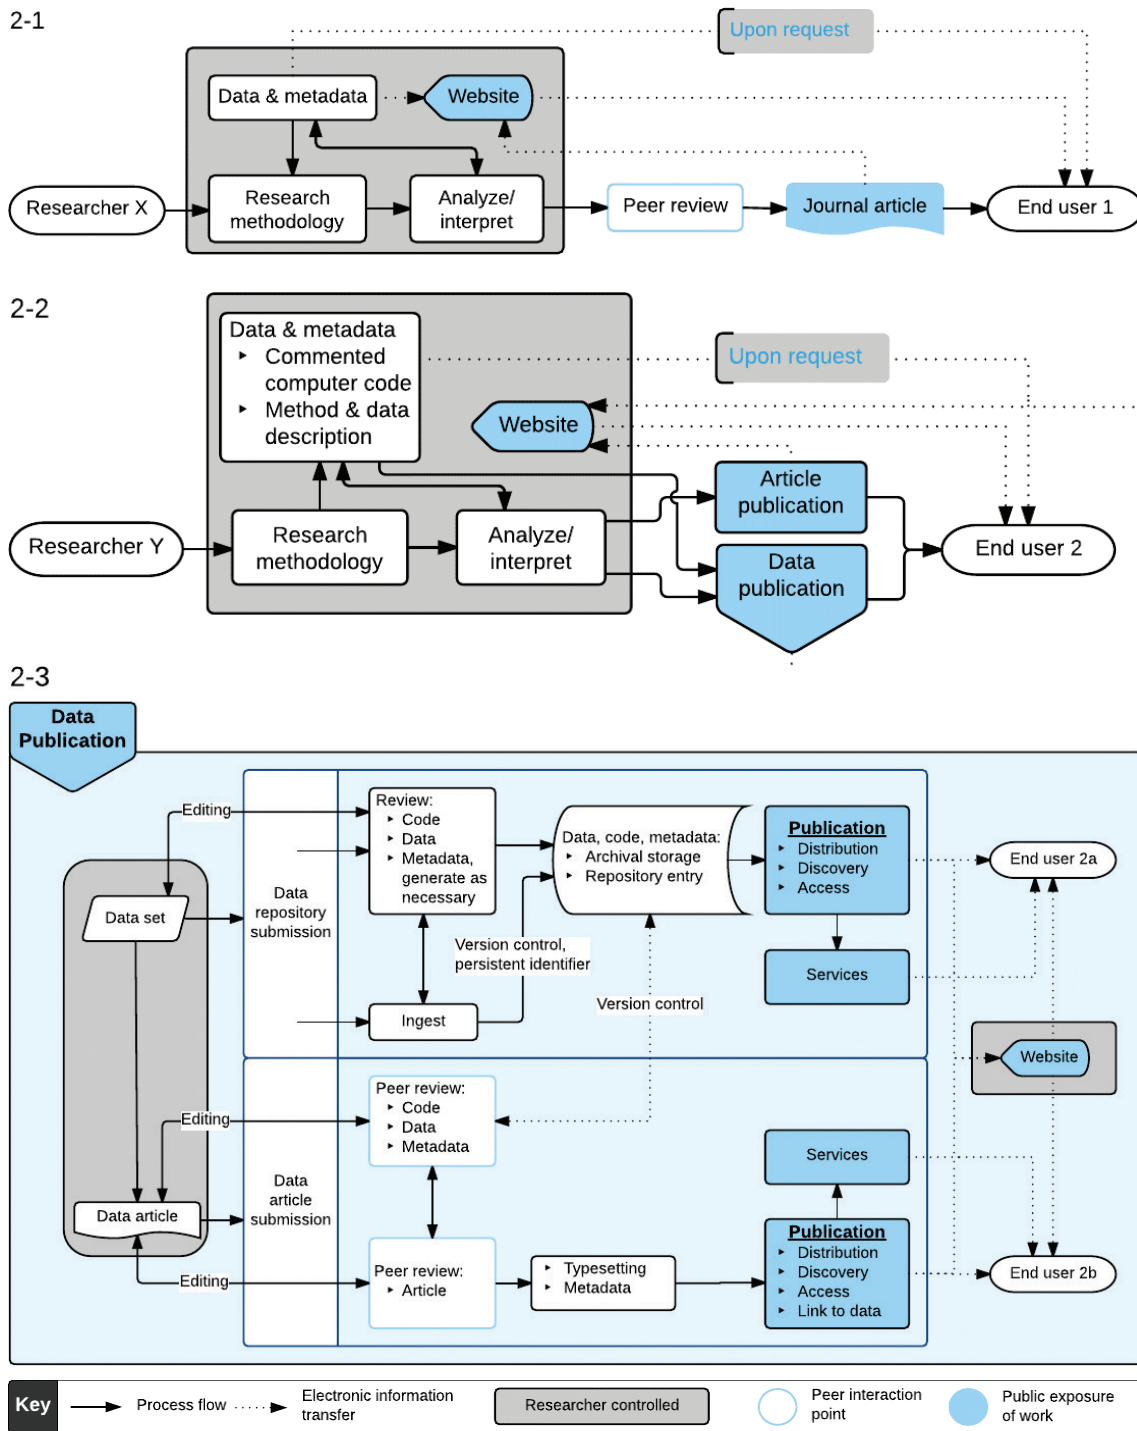 2-1
Upon request
Data & metadata
Website
Researcher X
Research
methodology
Analyze/
interpret
Peer review
Journal article
End user 1
2-2
Data & metadata
‣ Commented
computer code
‣ Method & data
description
Upon request
Website
Researcher Y
Research
methodology
Analyze/
interpret
Article
publication
Data
publication
End user 2
2-3
Data
Publication
Editing
Data set
Data
repository
submission
Review:
‣ Code
‣ Data
‣ Metadata,
generate as
necessary
Version control,
persistent identifier
Ingest
Data, code, metadata:
‣ Archival storage
‣ Repository entry
Version control
Publication
‣ Distribution
‣ Discovery
‣ Access
Services
End user 2a
Website
Editing
Data article
Editing
Data
article
submission
Peer review:
‣ Code
‣ Data
‣ Metadata
Peer review:
‣ Article
‣ Typesetting
‣ Metadata
Services
Publication
‣ Distribution
‣ Discovery
‣ Access
‣ Link to data
End user 2b
Key
Process flow
Electronic information
transfer
Researcher controlled
Peer interaction
point
Public exposure
of work